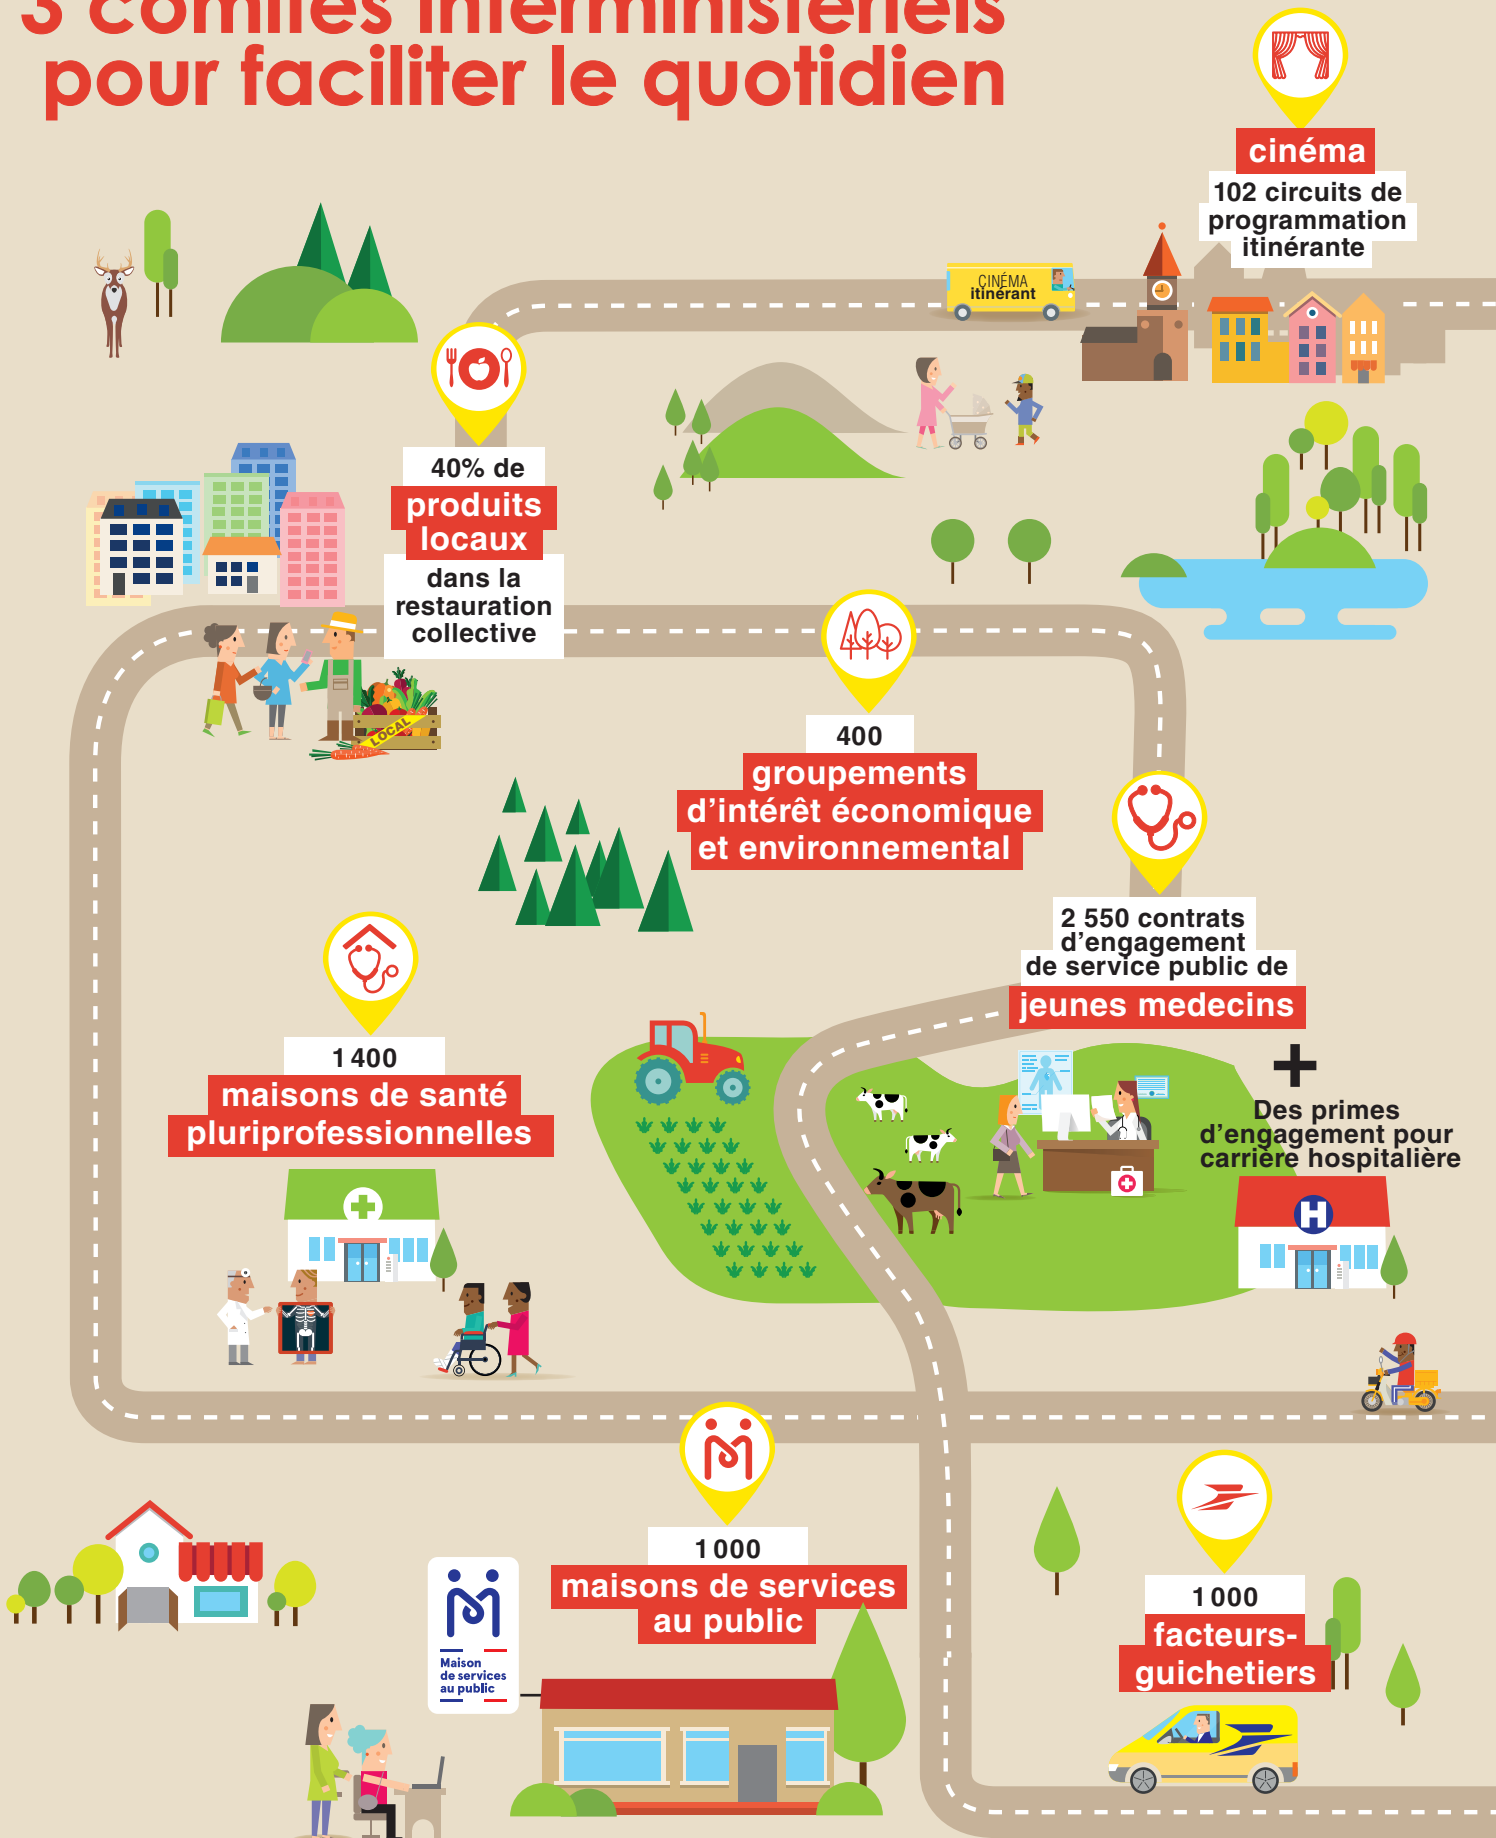 3 comités interministériels
pour faciliter le quotidien
cinéma
102 circuits de
programmation
itinérante
CINÉMA
itinérant
40% de
produits
locaux
dans la
restauration
collective
LOCAL
400
groupements
d’intérêt économique
et environnemental
2 550 contrats
d’engagement
de service public de
jeunes medecins
+
Des primes
d’engagement pour
carrière hospitalière
H
1 400
maisons de santé
pluriprofessionnelles
1 000
maisons de services
au public
Maison
de services
au public
1 000
facteurs-
guichetiers